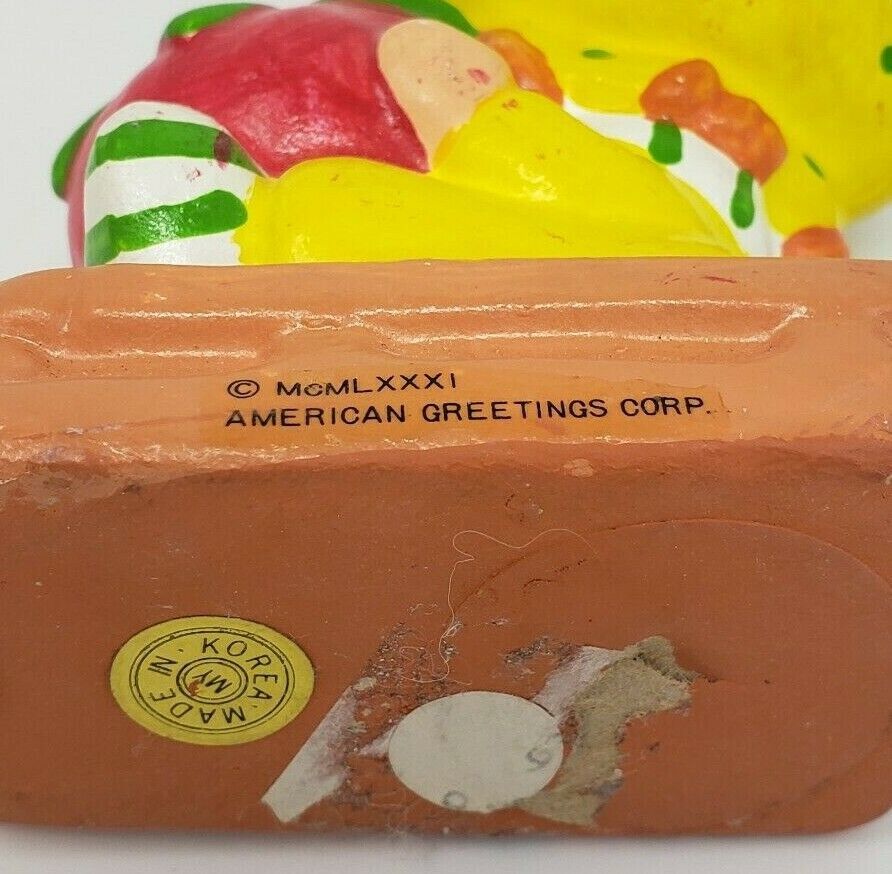 © McMLXXXI
AMERICAN GREETINGS CORP.
MADE IN KOREA
MY